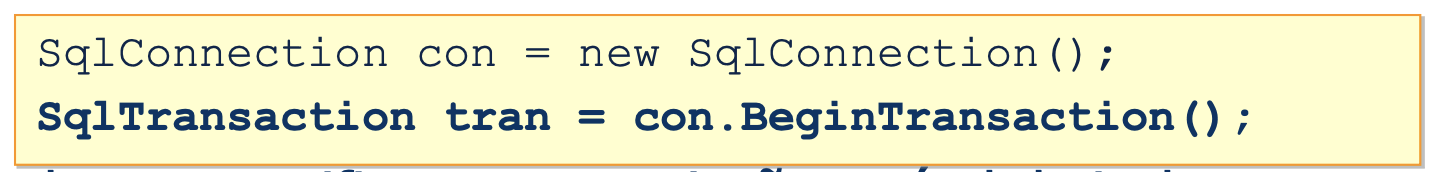 SqlConnection con = new SqlConnection();
SqlTransaction tran = con.BeginTransaction();